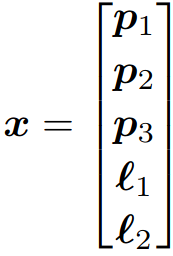 x = [p₁
p₂
p₃
ℓ₁
ℓ₂]